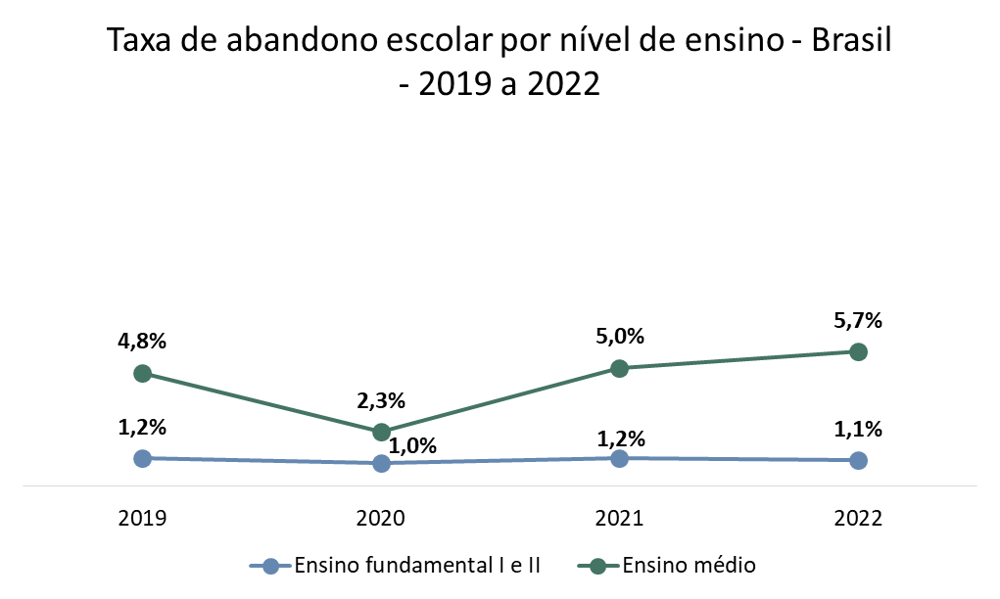 Taxa de abandono escolar por nível de ensino - Brasil
- 2019 a 2022
4,8%
2,3%
5,0%
5,7%
1,2%
1,0%
1,2%
1,1%
2019 2020 2021 2022
Ensino fundamental I e II Ensino médio